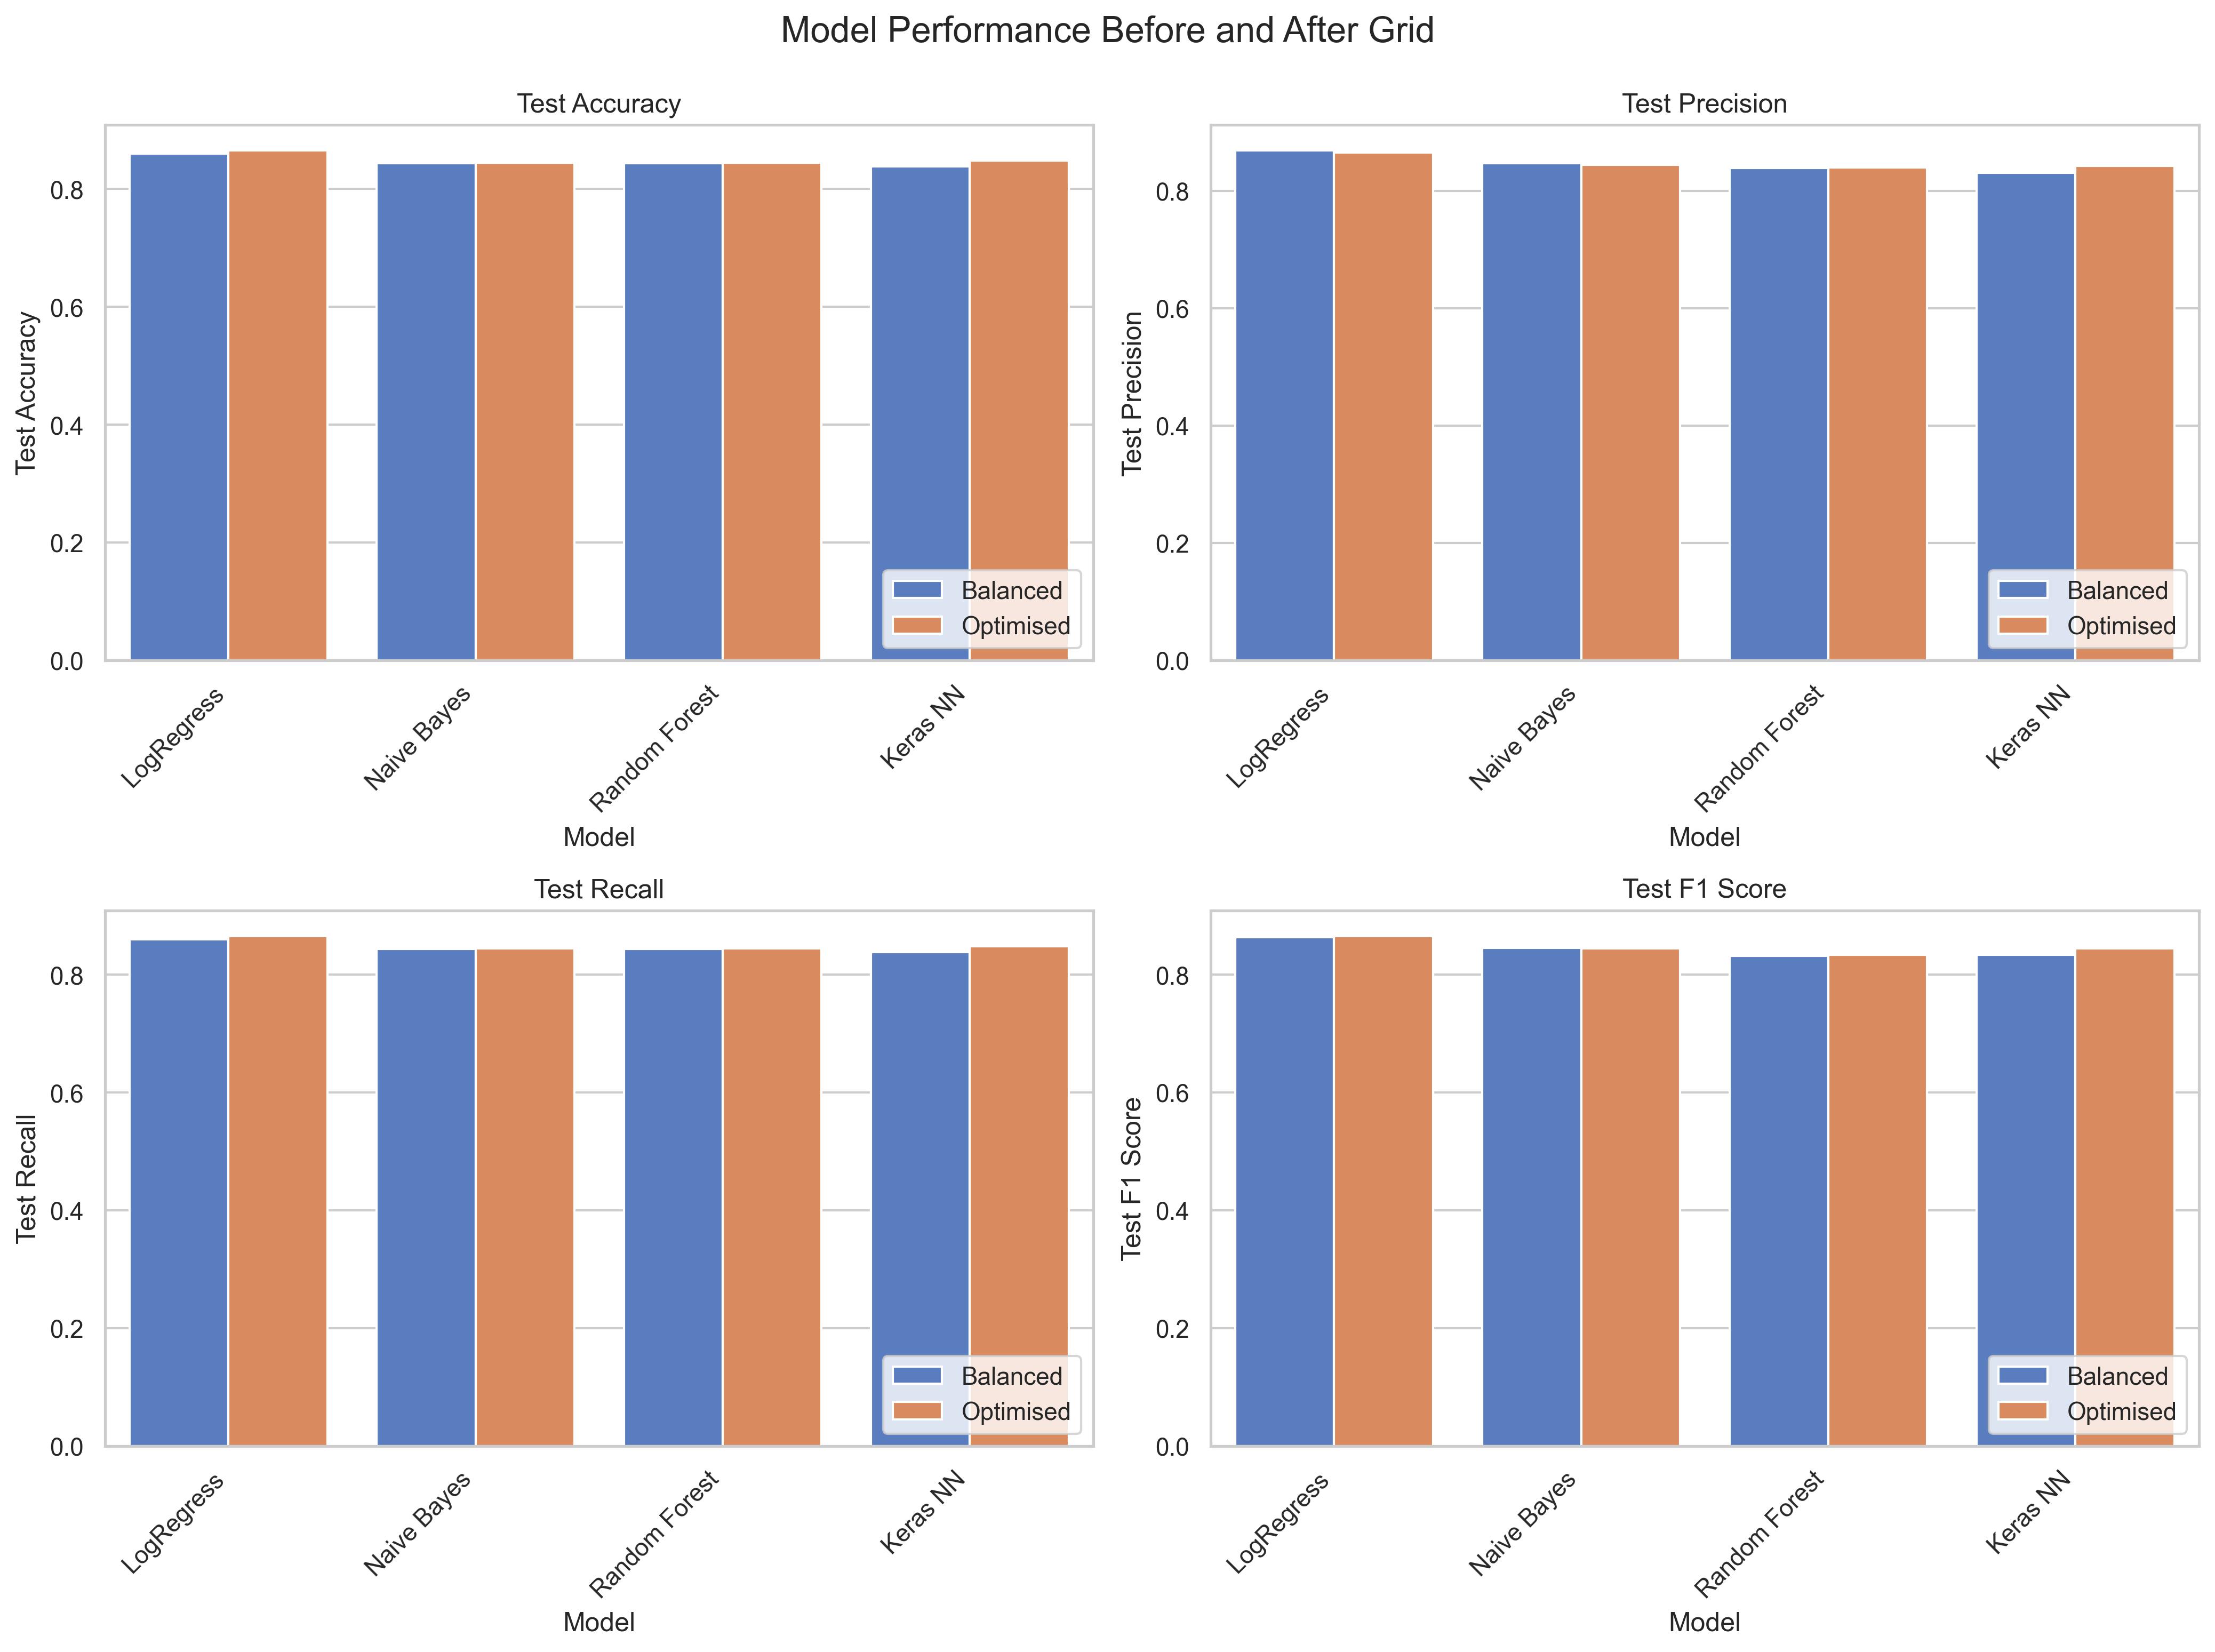 Model Performance Before and After Grid
Test Accuracy
Test Accuracy
0.8
0.6
0.4
0.2
0.0
Balanced
Optimised
LogRegress
Naive Bayes
Random Forest
Keras NN
Model
Test Precision
Test Precision
0.8
0.6
0.4
0.2
0.0
Balanced
Optimised
LogRegress
Naive Bayes
Random Forest
Keras NN
Model
Test Recall
Test Recall
0.8
0.6
0.4
0.2
0.0
Balanced
Optimised
LogRegress
Naive Bayes
Random Forest
Keras NN
Model
Test F1 Score
Test F1 Score
0.8
0.6
0.4
0.2
0.0
Balanced
Optimised
LogRegress
Naive Bayes
Random Forest
Keras NN
Model